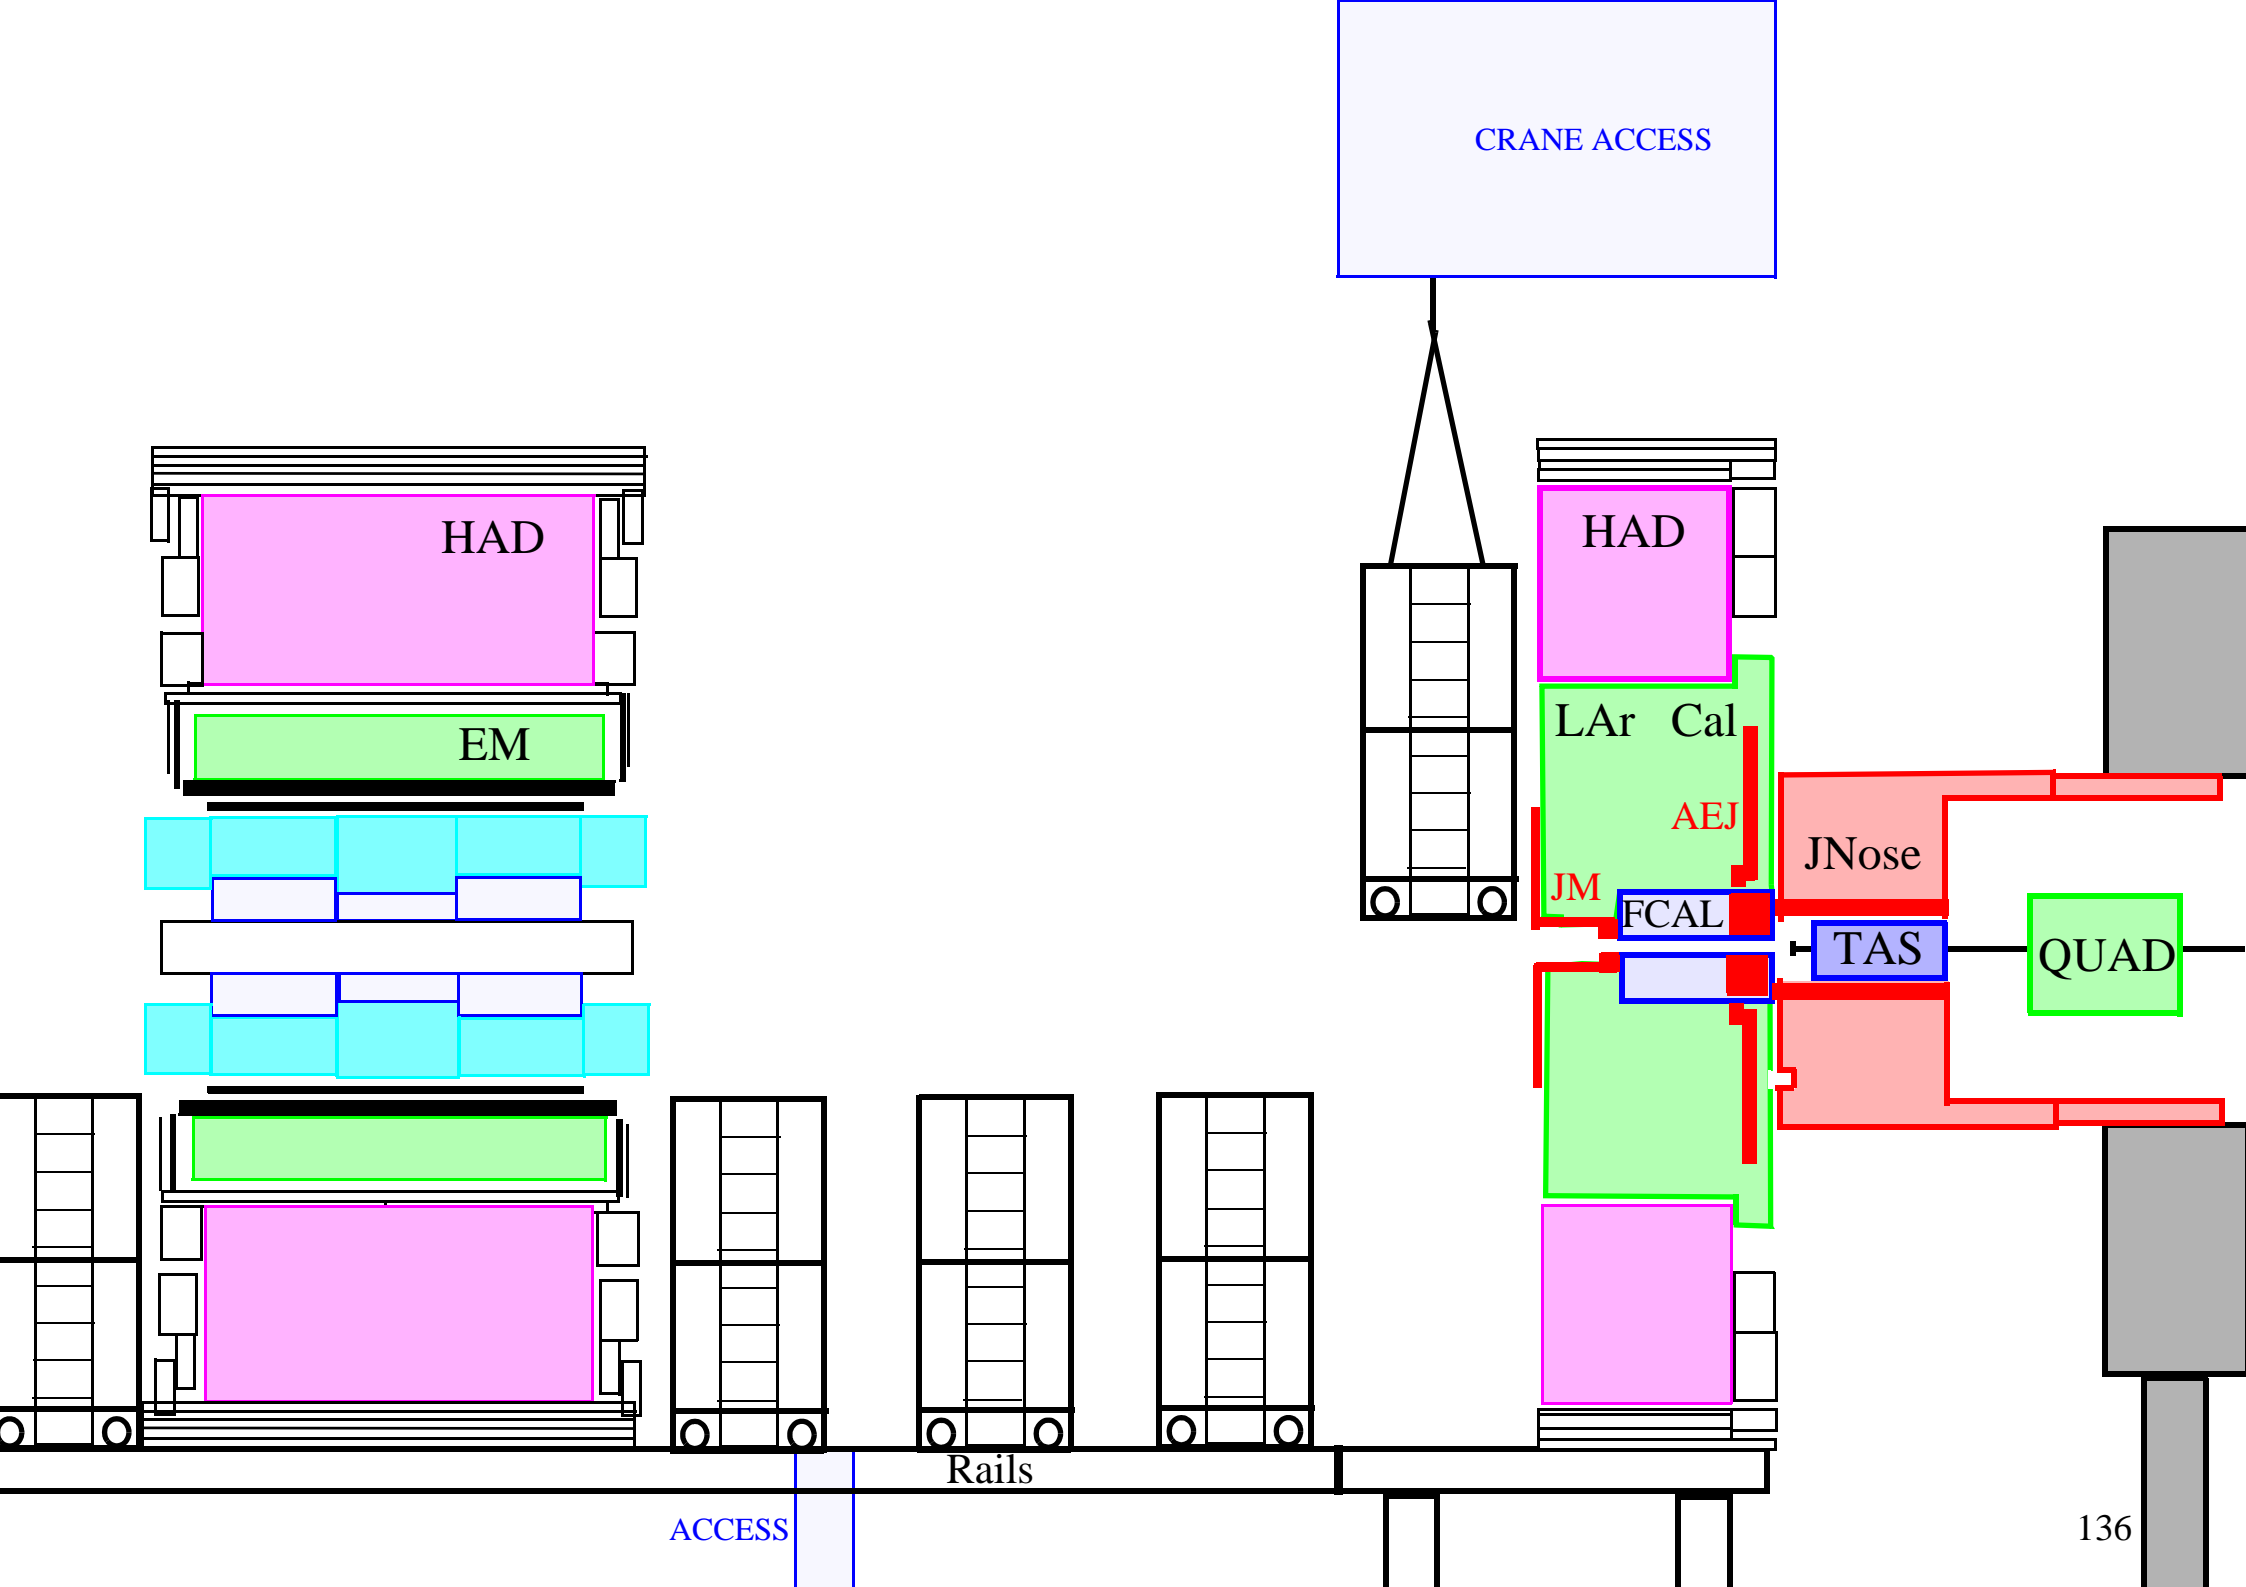 CRANE ACCESS
HAD
HAD
EM
LAr Cal
AEJ
JNose
JM
FCAL
TAS
QUAD
Rails
ACCESS
136